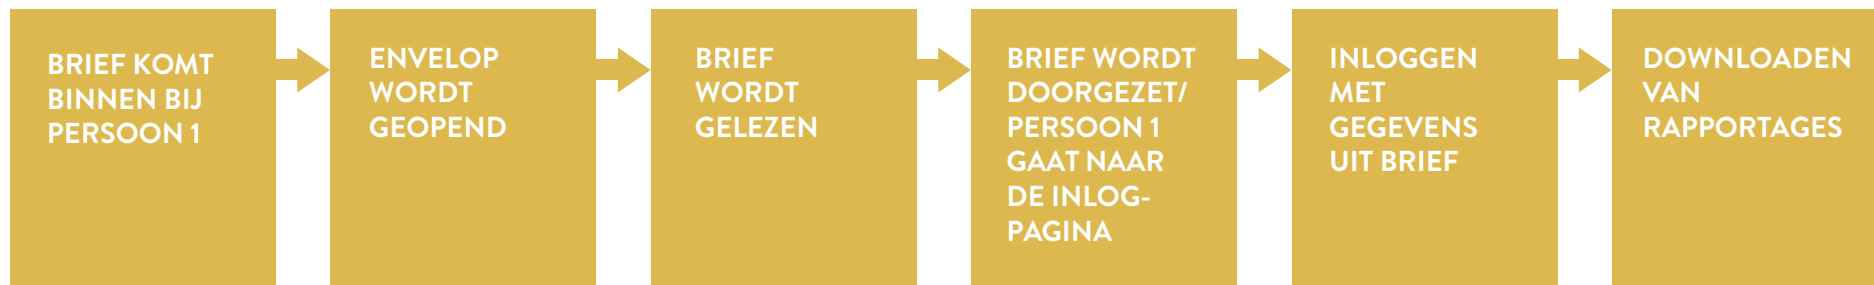 BRIEF KOMT
BINNEN BIJ
PERSOON 1
ENVELOP
WORDT
GEOPEND
BRIEF
WORDT
GELEZEN
BRIEF WORDT
DOORGEZET/
PERSOON 1
GAAT NAAR
DE INLOG-
PAGINA
INLOGGEN
MET
GEGEVENS
UIT BRIEF
DOWNLOADEN
VAN
RAPPORTAGES